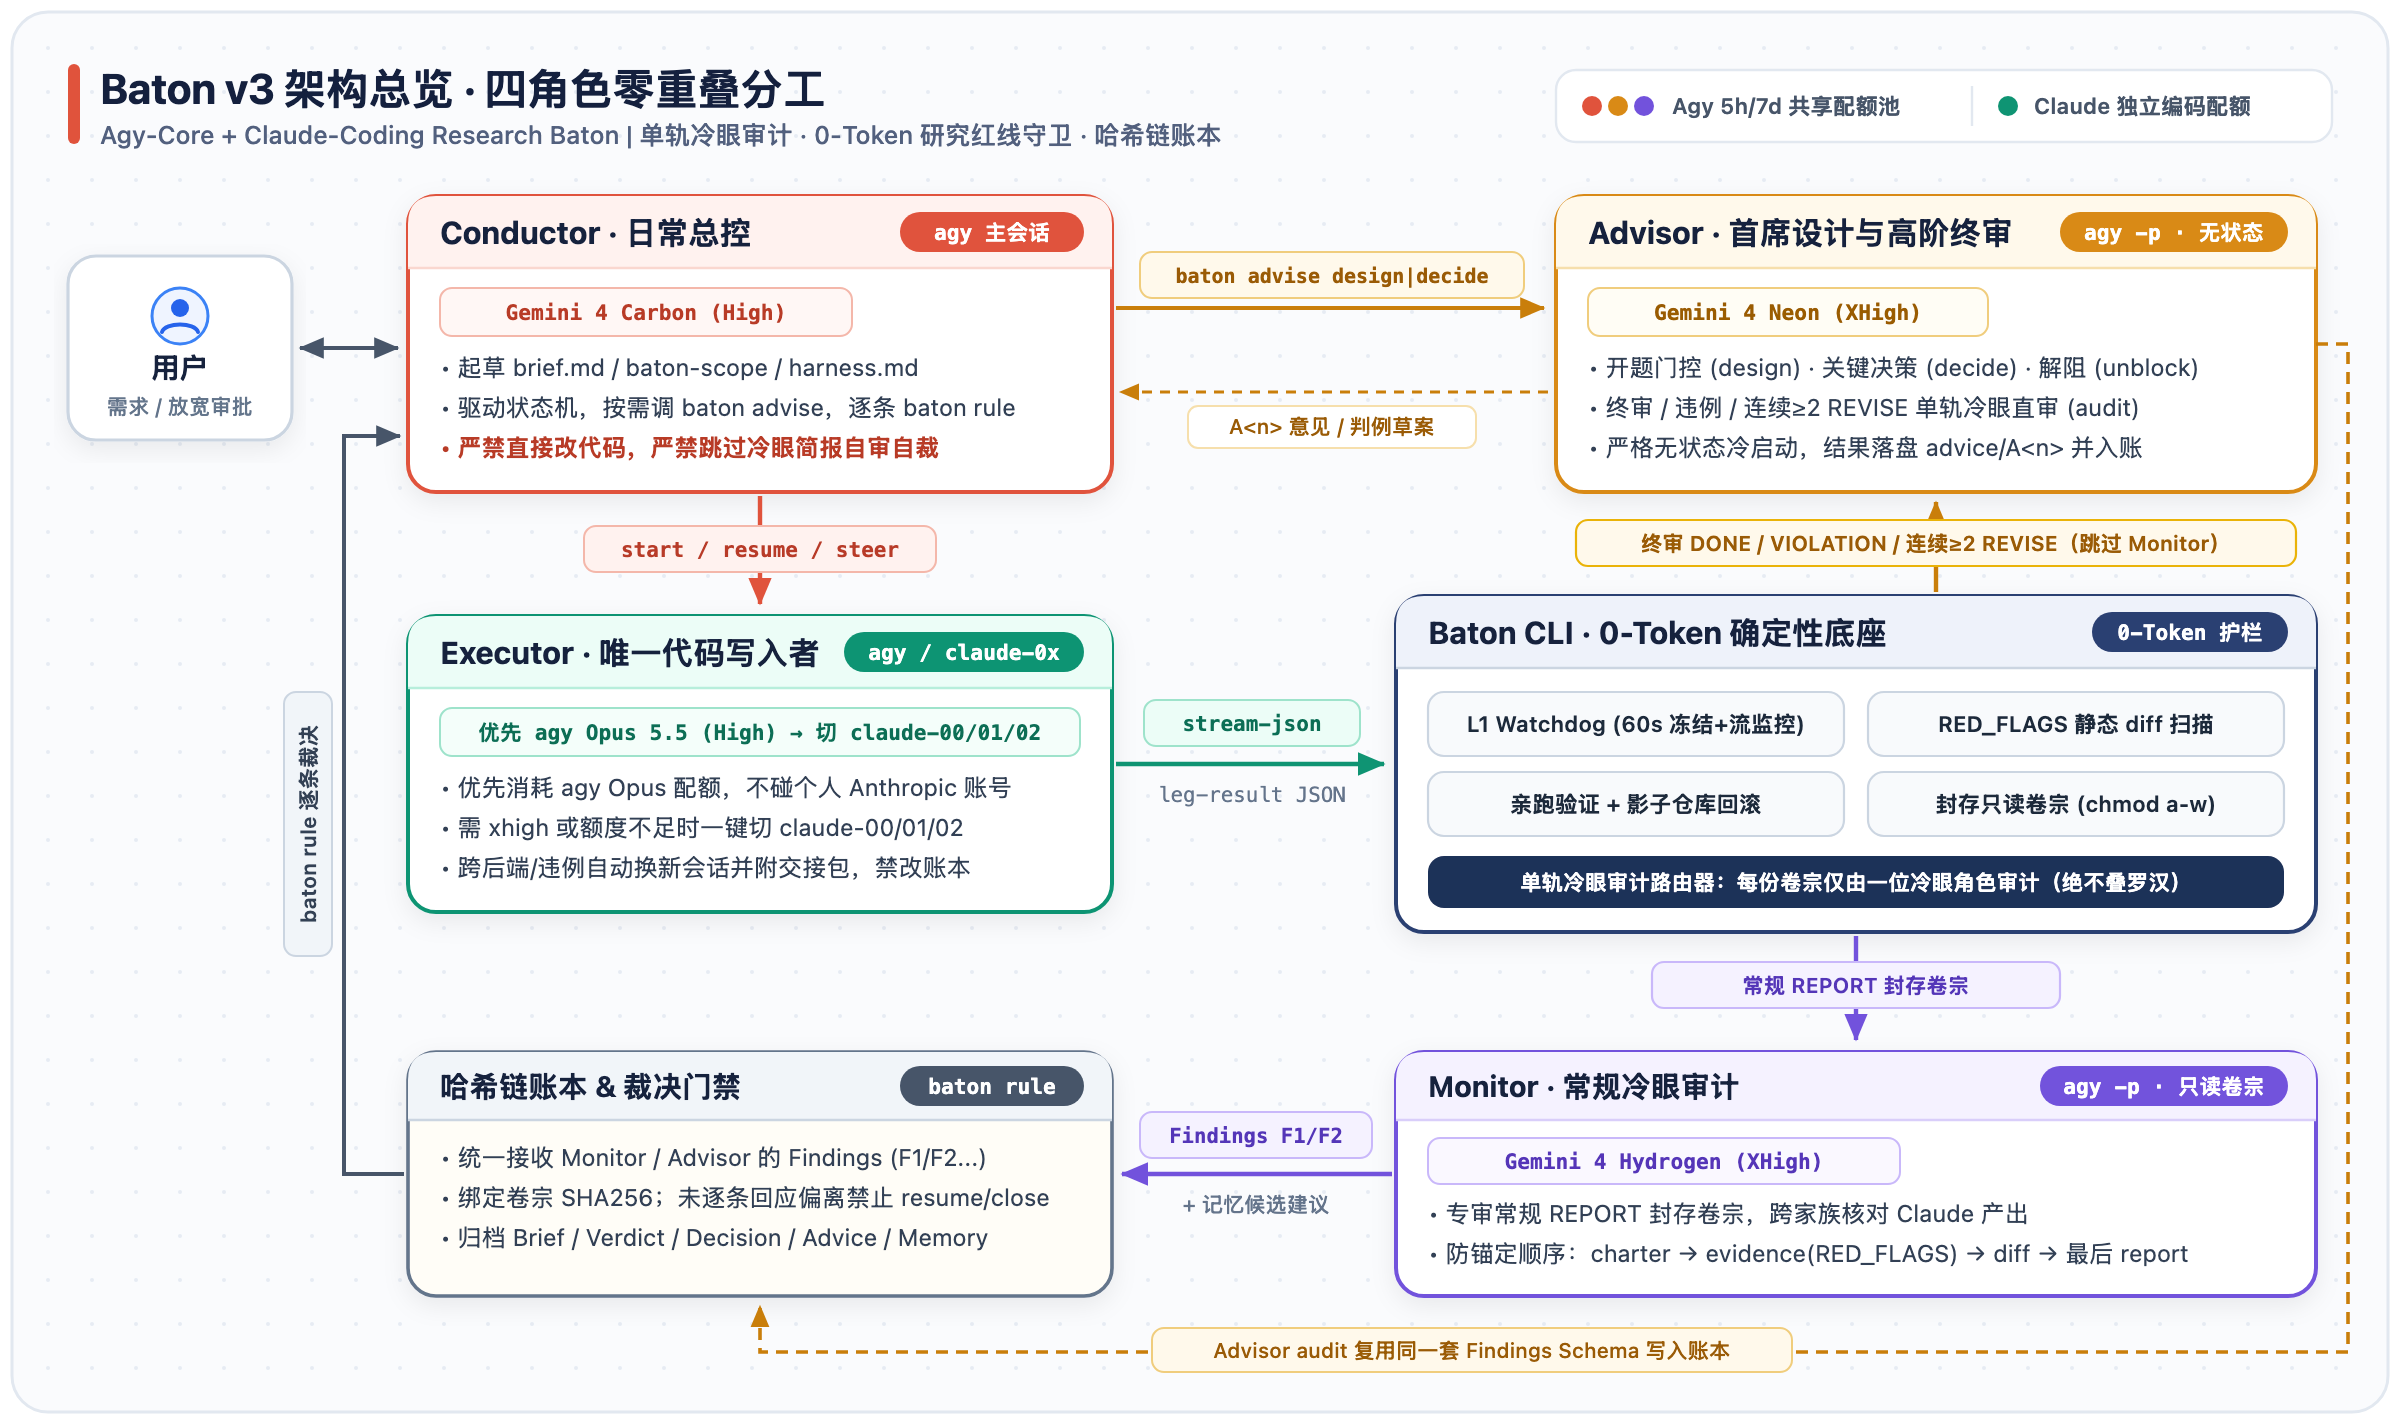 Baton v3 架构总览 · 四角色零重叠分工
Agy-Core + Claude-Coding Research Baton | 单轨冷眼审计 · 0-Token 研究红线守卫 · 哈希链账本
Agy 5h/7d 共享配额池
Claude 独立编码配额
用户
需求 / 放宽审批
Conductor · 日常总控
agy 主会话
Gemini 4 Carbon (High)
• 起草 brief.md / baton-scope / harness.md
• 驱动状态机，按需调 baton advise，逐条 baton rule
• 严禁直接改代码，严禁跳过冷眼简报自审自裁
baton advise design|decide
A<n> 意见 / 判例草案
Advisor · 首席设计与高阶终审
agy -p · 无状态
Gemini 4 Neon (XHigh)
• 开题门控 (design) · 关键决策 (decide) · 解阻 (unblock)
• 终审 / 违例 / 连续≥2 REVISE 单轨冷眼直审 (audit)
• 严格无状态冷启动，结果落盘 advice/A<n> 并入账
start / resume / steer
终审 DONE / VIOLATION / 连续≥2 REVISE（跳过 Monitor）
Executor · 唯一代码写入者
agy / claude-0x
优先 agy Opus 5.5 (High) → 切 claude-00/01/02
• 优先消耗 agy Opus 配额，不碰个人 Anthropic 账号
• 需 xhigh 或额度不足时一键切 claude-00/01/02
• 跨后端/违例自动换新会话并附交接包，禁改账本
stream-json
leg-result JSON
Baton CLI · 0-Token 确定性底座
0-Token 护栏
L1 Watchdog (60s 冻结+流监控)
RED_FLAGS 静态 diff 扫描
亲跑验证 + 影子仓库回滚
封存只读卷宗 (chmod a-w)
单轨冷眼审计路由器：每份卷宗仅由一位冷眼角色审计（绝不叠罗汉）
baton rule 逐条裁决
常规 REPORT 封存卷宗
哈希链账本 & 裁决门禁
baton rule
• 统一接收 Monitor / Advisor 的 Findings (F1/F2...)
• 绑定卷宗 SHA256；未逐条回应偏离禁止 resume/close
• 归档 Brief / Verdict / Decision / Advice / Memory
Findings F1/F2
+ 记忆候选建议
Monitor · 常规冷眼审计
agy -p · 只读卷宗
Gemini 4 Hydrogen (XHigh)
• 专审常规 REPORT 封存卷宗，跨家族核对 Claude 产出
• 防锚定顺序：charter → evidence(RED_FLAGS) → diff → 最后 report
Advisor audit 复用同一套 Findings Schema 写入账本